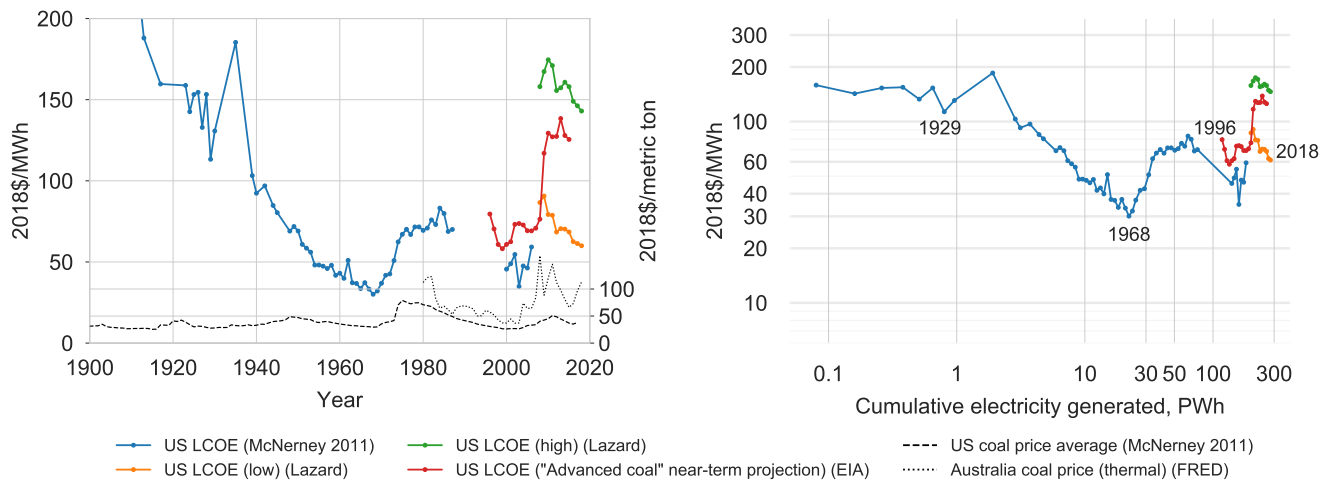 200
150
100
50
0
2018$/MWh
100
50
0
2018$/metric ton
1900 1920 1940 1960 1980 2000 2020
Year
300
200
100
60
40
30
20
10
2018$/MWh
1929
1996
2018
1968
0.1 1 10 30 50 100 300
Cumulative electricity generated, PWh
US LCOE (McNerney 2011)
US LCOE (low) (Lazard)
US LCOE (high) (Lazard)
US LCOE ("Advanced coal" near-term projection) (EIA)
US coal price average (McNerney 2011)
Australia coal price (thermal) (FRED)